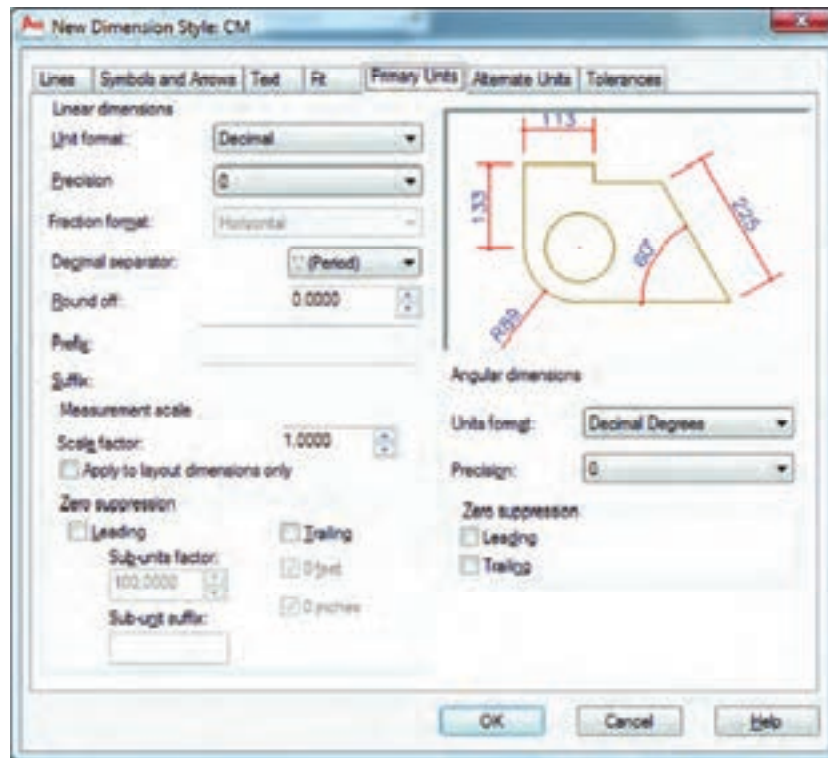 New Dimension Style: CM
Lines Symbols and Arrows Text Fit Primary Units Alternate Units Tolerances
Linear dimensions
Unit format: Decimal
Precision 0
Fraction format: Horizontal
Decimal separator: '.' (Period)
Round off: 0.0000
Prefix:
Suffix:
Measurement scale
Scale factor: 1.0000
Apply to layout dimensions only
Zero suppression
Leading Trailing
Sub-units factor: 0 feet
100.0000
0 inches
Sub-unit suffix:
113
133
225
60°
R89
Angular dimensions
Units format: Decimal Degrees
Precision: 0
Zero suppression
Leading
Trailing
OK Cancel Help